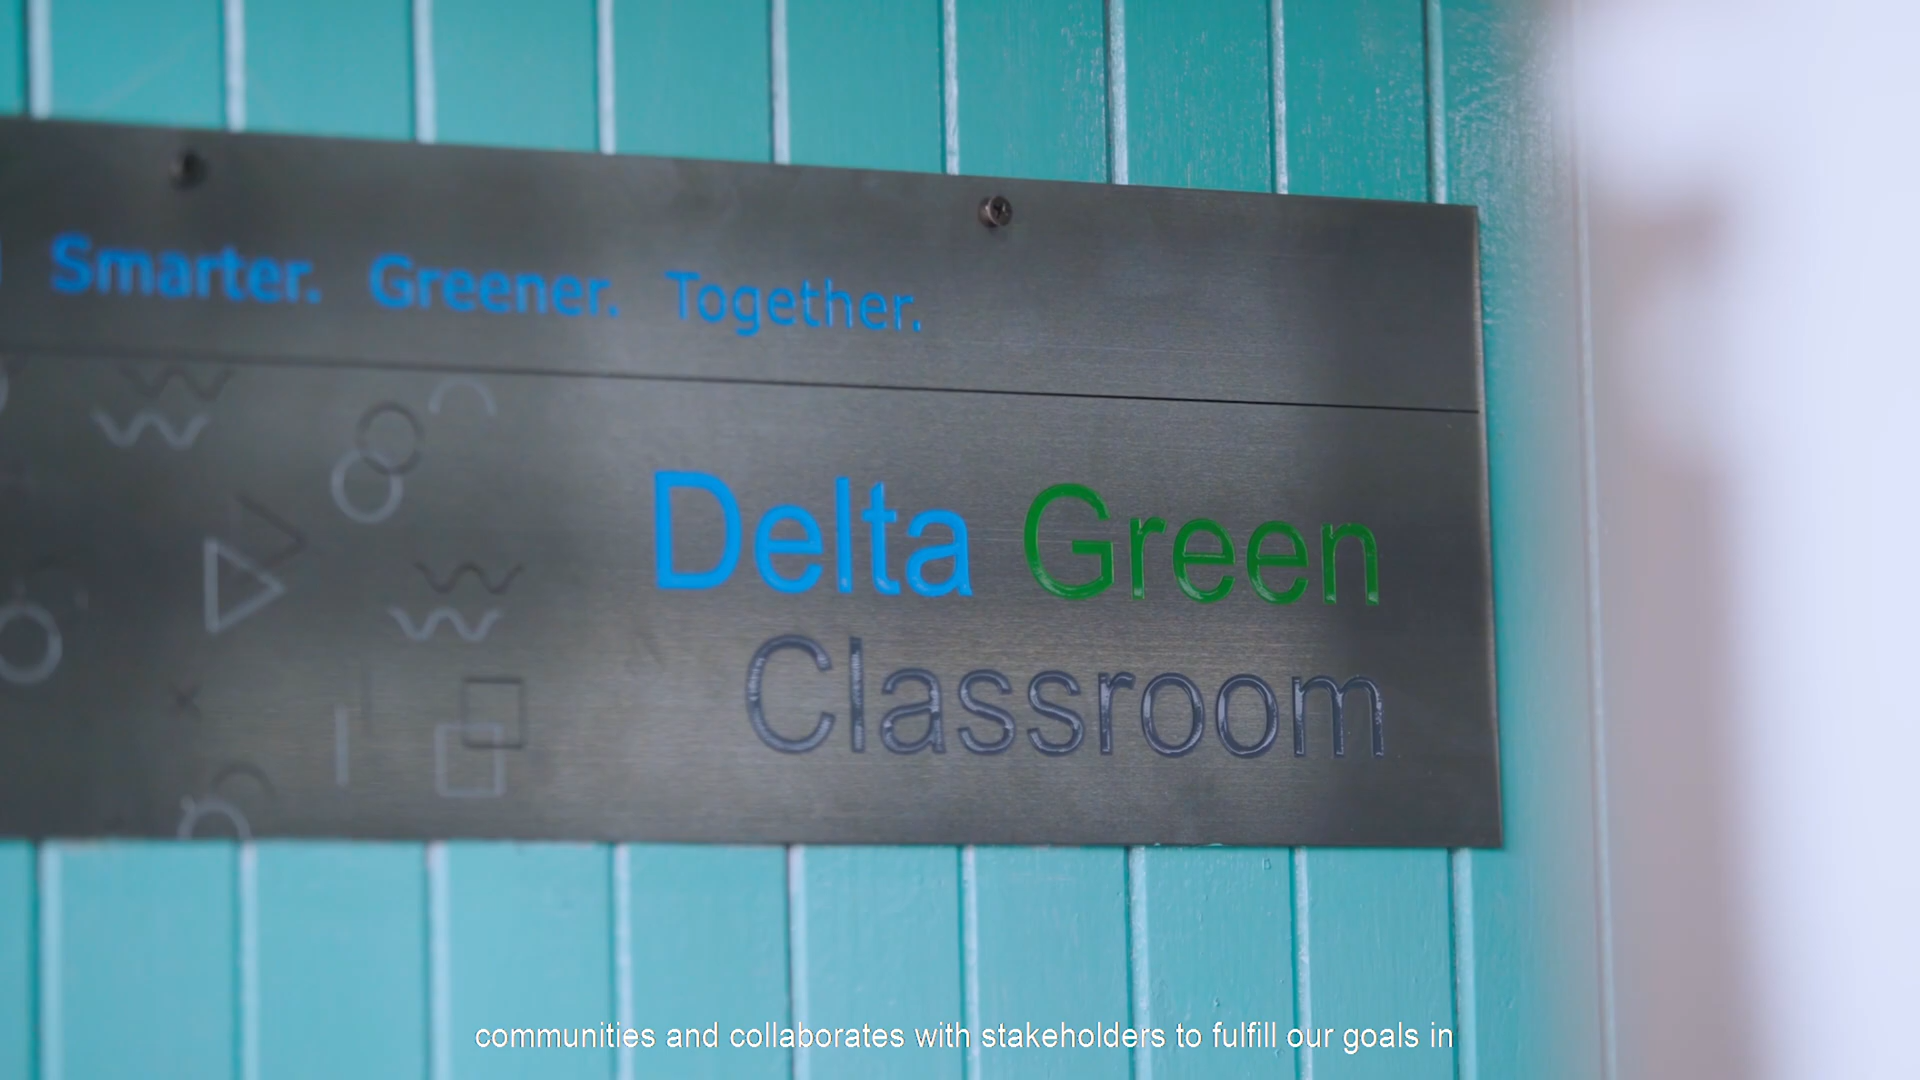 Smarter. Greener. Together.
Delta Green
Classroom
communities and collaborates with stakeholders to fulfill our goals in